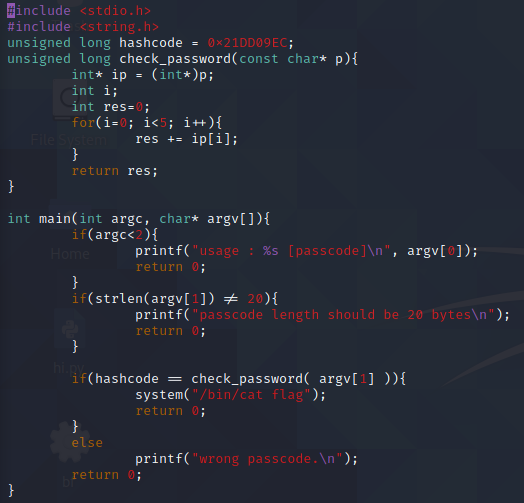 #include <stdio.h>
#include <string.h>
unsigned long hashcode = 0×21DD09EC;
unsigned long check_password(const char* p){
        int* ip = (int*)p;
        int i;
        int res=0;
        for(i=0; i<5; i++){
                res += ip[i];
        }
        return res;
}

int main(int argc, char* argv[]){
        if(argc<2){
                printf("usage : %s [passcode]\n", argv[0]);
                return 0;
        }
        if(strlen(argv[1]) ≠ 20){
                printf("passcode length should be 20 bytes\n");
                return 0;
        }

        if(hashcode == check_password( argv[1] )){
                system("/bin/cat flag");
                return 0;
        }
        else
                printf("wrong passcode.\n");
        return 0;
}
File System
Home